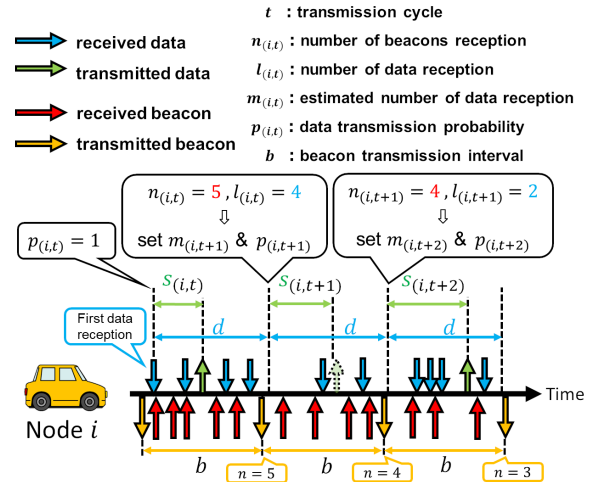 t : transmission cycle
received data
n(i,t) : number of beacons reception
transmitted data
l(i,t) : number of data reception
m(i,t) : estimated number of data reception
received beacon
p(i,t) : data transmission probability
transmitted beacon
b : beacon transmission interval
n(i,t) = 5 , l(i,t) = 4
⇩
set m(i,t+1) & p(i,t+1)
n(i,t+1) = 4 , l(i,t+1) = 2
⇩
set m(i,t+2) & p(i,t+2)
p(i,t) = 1
S(i,t)
S(i,t+1)
S(i,t+2)
First data
reception
d
d
d
Time
Node i
b
n = 5
b
n = 4
b
n = 3